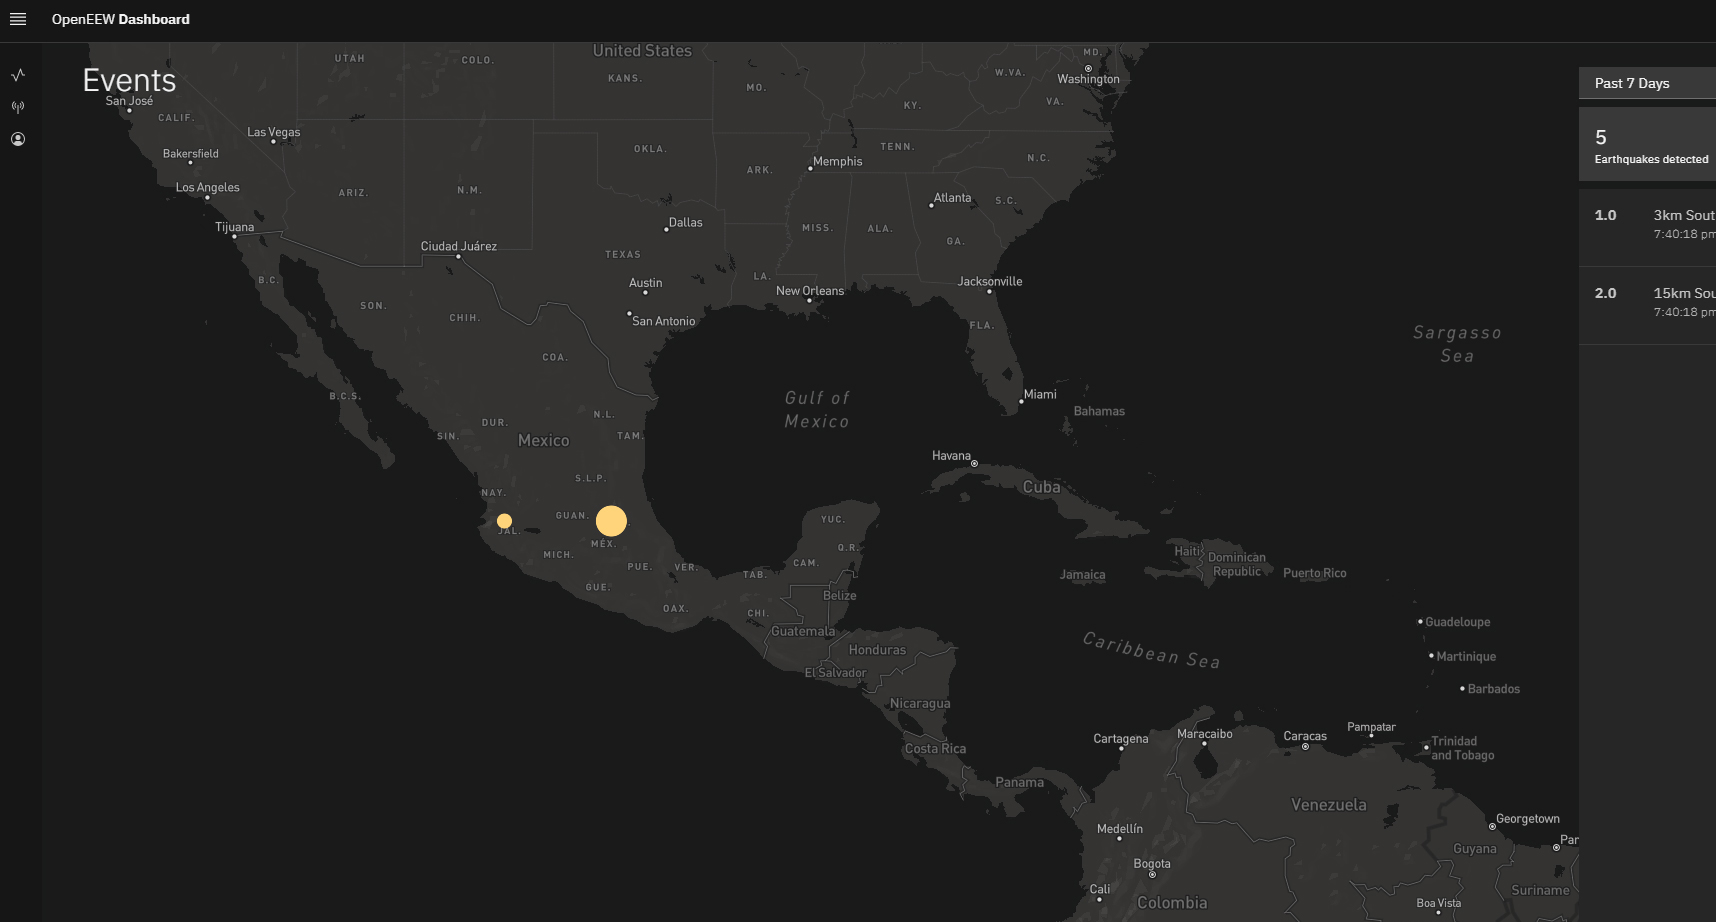 OpenEEW Dashboard
Events
Past 7 Days
5
Earthquakes detected
1.0
3km Sout
7:40:18 pm
2.0
15km Sou
7:40:18 pm
United States
UTAH
COLO.
KANS.
MO.
W.VA.
MD.
Washington
San José
CALIF.
KY.
VA.
Las Vegas
Bakersfield
OKLA.
ARK.
Memphis
TENN.
N.C.
Los Angeles
ARIZ.
N.M.
Atlanta
S.C.
Tijuana
Ciudad Juárez
Dallas
MISS.
ALA.
GA.
TEXAS
B.C.
SON.
CHIH.
Austin
LA.
New Orleans
Jacksonville
San Antonio
FLA.
Sargasso
Sea
COA.
B.C.S.
Gulf of
Mexico
Miami
Bahamas
DUR.
N.L.
SIN.
Mexico
TAM.
Havana
Cuba
S.L.P.
NAY.
GUAN.
JAL.
MÉX.
MICH.
PUE.
VER.
GUE.
OAX.
TAB.
CHI.
YUC.
Q.R.
CAM.
Belize
Guatemala
Honduras
El Salvador
Nicaragua
Costa Rica
Panama
Haiti
Dominican
Republic
Puerto Rico
Jamaica
Guadeloupe
Martinique
Barbados
Caribbean Sea
Cartagena
Maracaibo
Caracas
Pampatar
Trinidad
and Tobago
Venezuela
Georgetown
Par
Medellín
Guyana
Bogota
Suriname
Cali
Colombia
Boa Vista